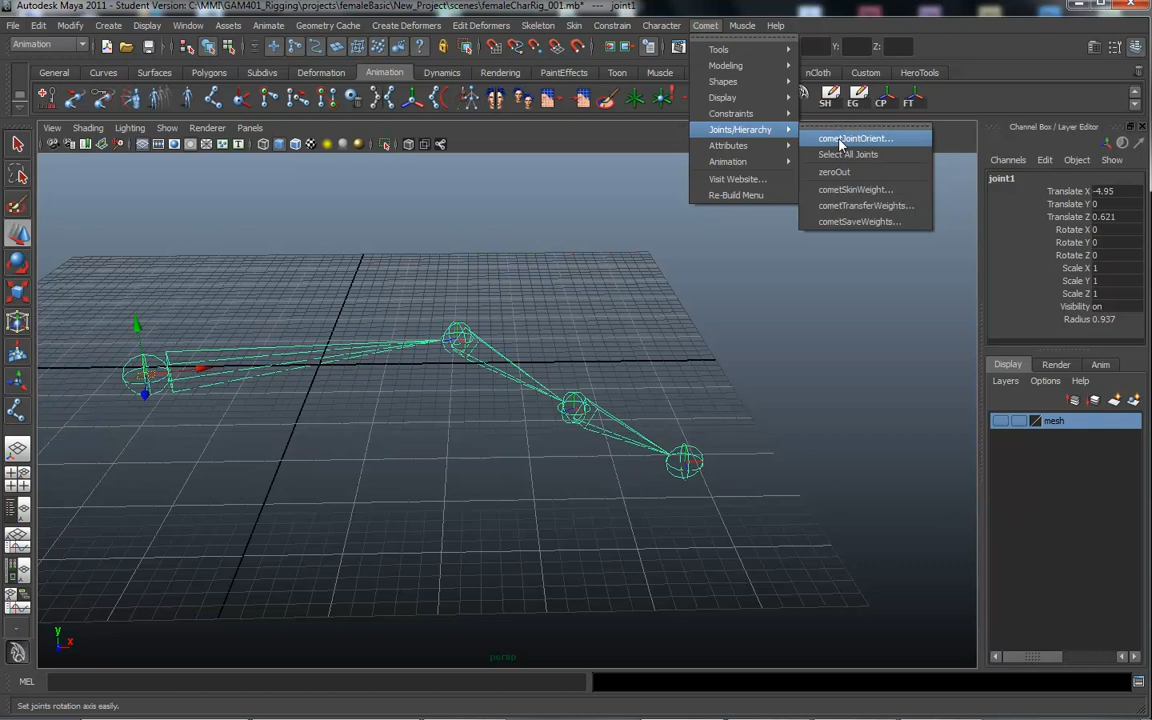 Autodesk Maya 2011 - Student Version: C:\MMI\GAM401_Rigging\projects\femaleBasic\New_Project\scenes\femaleCharRig_001.mb* --- joint1
File Edit Modify Create Display Window Assets Animate Geometry Cache Create Deformers Edit Deformers Skeleton Skin Constrain Character Comet Muscle Help
Animation Y: Z:
General Curves Surfaces Polygons Subdivs Deformation Animation Dynamics Rendering PaintEffects Toon Muscle nCloth Custom HeroTools
SH EG CP FT
Tools
Modeling
Shapes
Display
Constraints
Joints/Hierarchy
Attributes
Animation
Visit Website...
Re-Build Menu
cometJointOrient...
Select All Joints
zeroOut
cometSkinWeight...
cometTransferWeights...
cometSaveWeights...
View Shading Lighting Show Renderer Panels
Channel Box / Layer Editor
Channels Edit Object Show
joint1
Translate X -4.95
Translate Y 0
Translate Z 0.621
Rotate X 0
Rotate Y 0
Rotate Z 0
Scale X 1
Scale Y 1
Scale Z 1
Visibility on
Radius 0.937
Display Render Anim
Layers Options Help
mesh
y
x
persp
MEL
Set joints rotation axis easily.